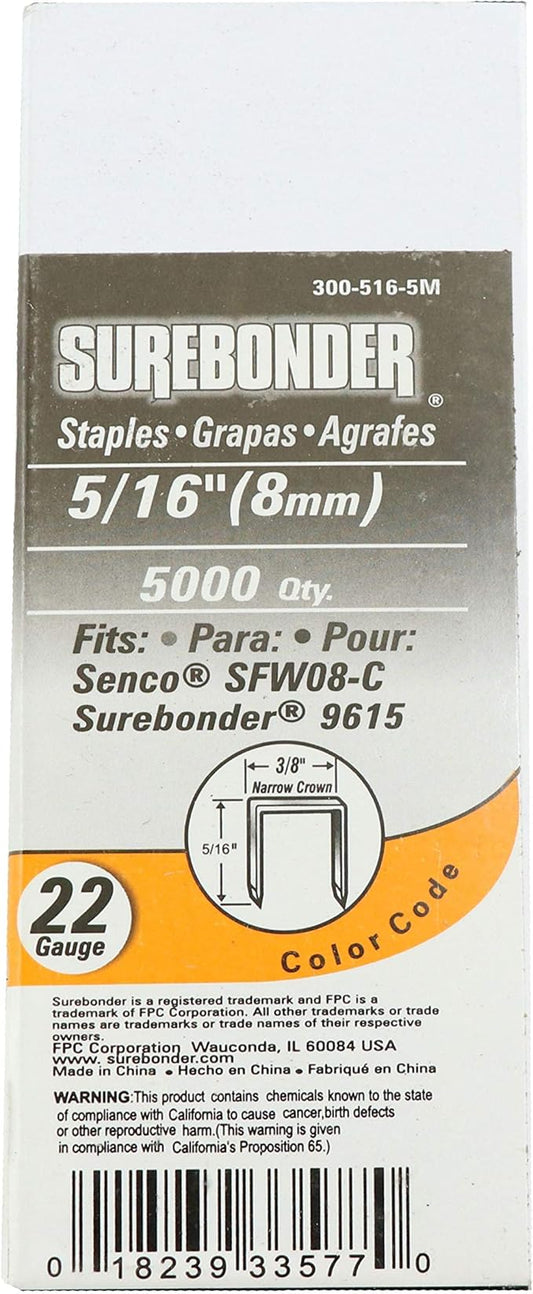 300-516-5M
SUREBONDER®
Staples • Grapas • Agrafes
5/16" (8mm)
5000 Qty.
Fits: • Para: • Pour:
Senco® SFW08-C
Surebonder® 9615
3/8"
Narrow Crown
5/16"
22
Gauge
Color Code
Surebonder is a registered trademark and FPC is a
trademark of FPC Corporation. All other trademarks or trade
names are trademarks or trade names of their respective
owners.
FPC Corporation Wauconda, IL 60084 USA
www. surebonder.com
Made in China • Hecho en China • Fabriqué en China
WARNING:This product contains chemicals known to the state
of compliance with California to cause cancer,birth defects
or other reproductive harm.(This warning is given
in compliance with California's Proposition 65.)
0 18239 33577 0